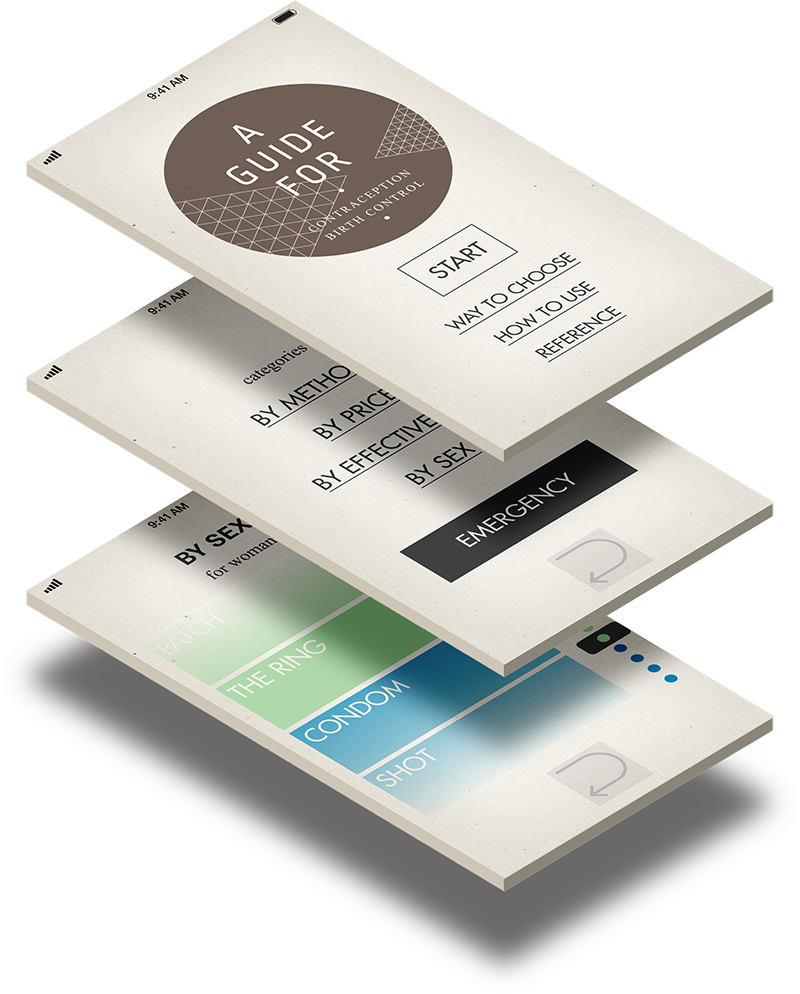 9:41 AM
A
GUIDE
FOR
CONTRACEPTION
BIRTH CONTROL
START
WAY TO CHOOSE
HOW TO USE
REFERENCE
9:41 AM
categories
BY METHO
BY PRICE
BY EFFECTIVE
BY SEX
EMERGENCY
9:41 AM
BY SEX
for woman
PATCH
THE RING
CONDOM
SHOT